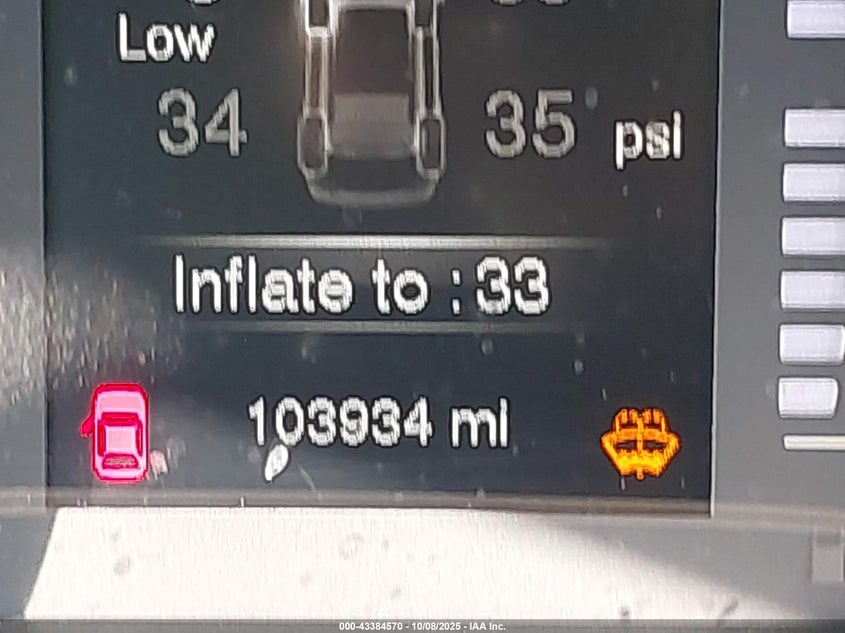 Low
34 35 psi
Inflate to : 33
103934 mi
000-43384570 - 10/08/2025 - IAA Inc.